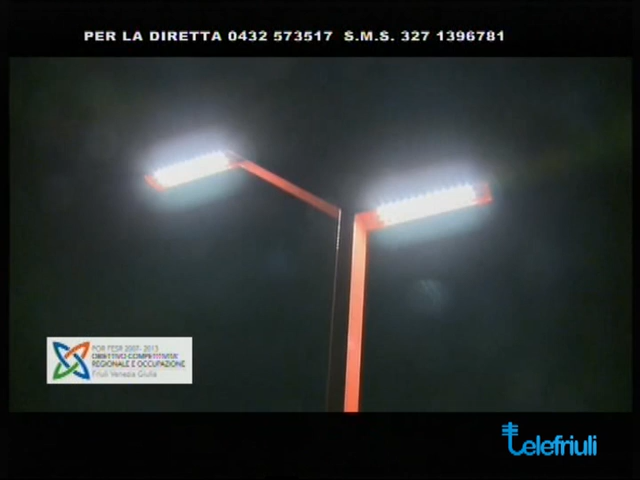 PER LA DIRETTA 0432 573517 S.M.S. 327 1396781
POR FESR 2007-2013
OBIETTIVO COMPETITIVITA'
REGIONALE E OCCUPAZIONE
Friuli Venezia Giulia
telefriuli